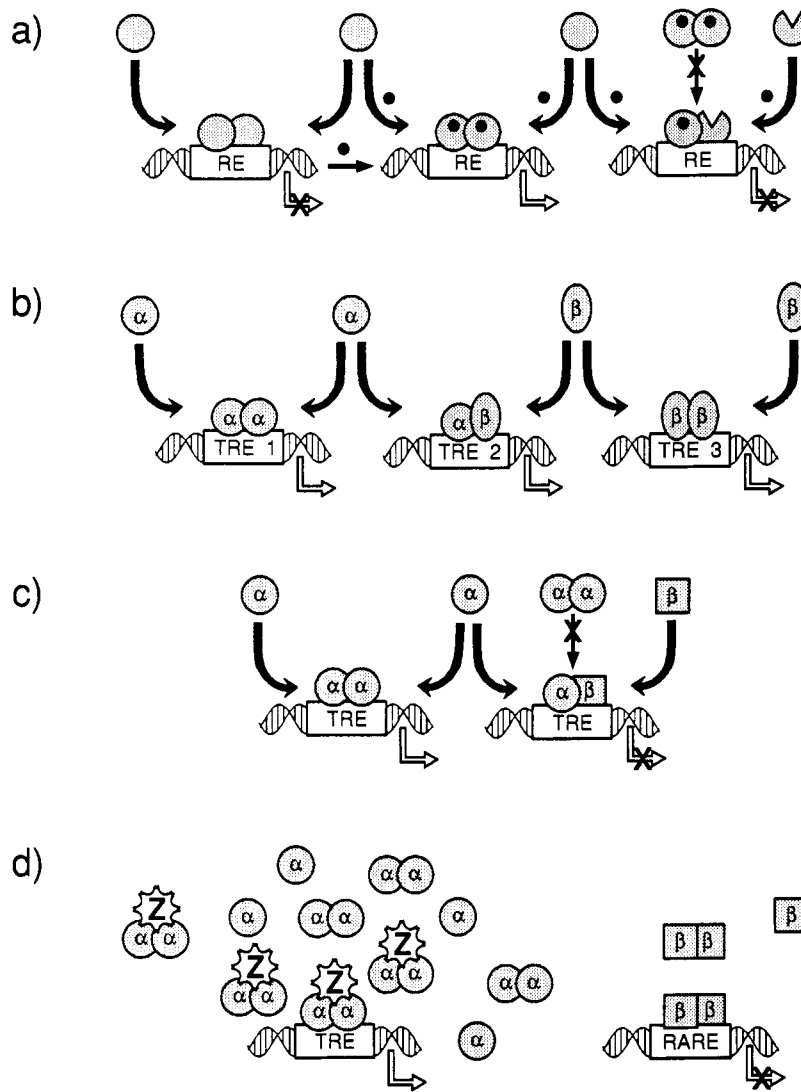 a)
RE RE RE
b)
α α β β
α α α β β β
TRE 1 TRE 2 TRE 3
c)
α α α α β
α α α β
TRE TRE
d)
α α α
Z α α α α β
α α Z β β
Z Z α α
α α α α α α
α α β β
TRE α RARE